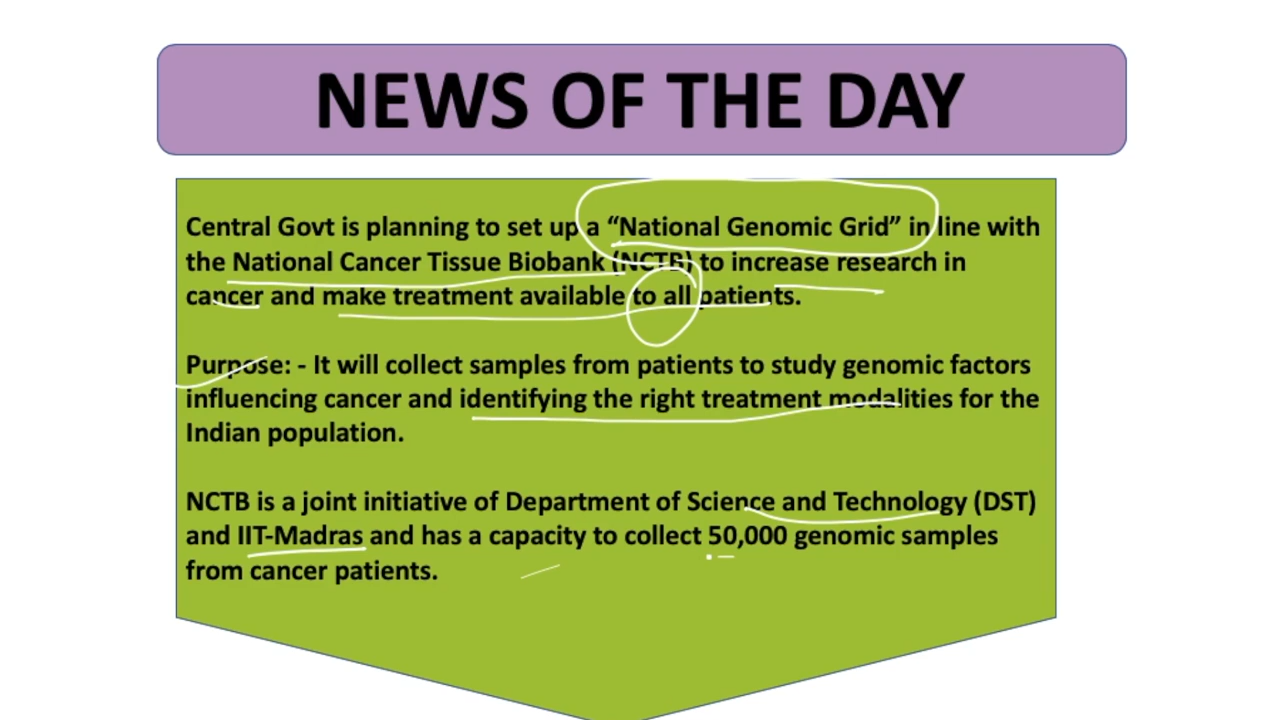 NEWS OF THE DAY
Central Govt is planning to set up a “National Genomic Grid” in line with
the National Cancer Tissue Biobank (NCTB) to increase research in
cancer and make treatment available to all patients.
Purpose: - It will collect samples from patients to study genomic factors
influencing cancer and identifying the right treatment modalities for the
Indian population.
NCTB is a joint initiative of Department of Science and Technology (DST)
and IIT-Madras and has a capacity to collect 50,000 genomic samples
from cancer patients.